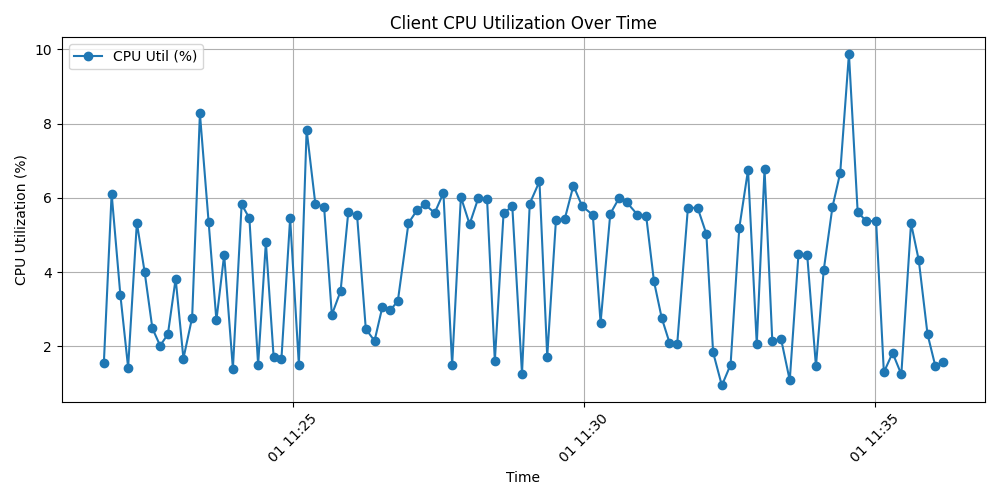 Client CPU Utilization Over Time
CPU Util (%)
CPU Utilization (%)
10
8
6
4
2
01 11:25
01 11:30
01 11:35
Time